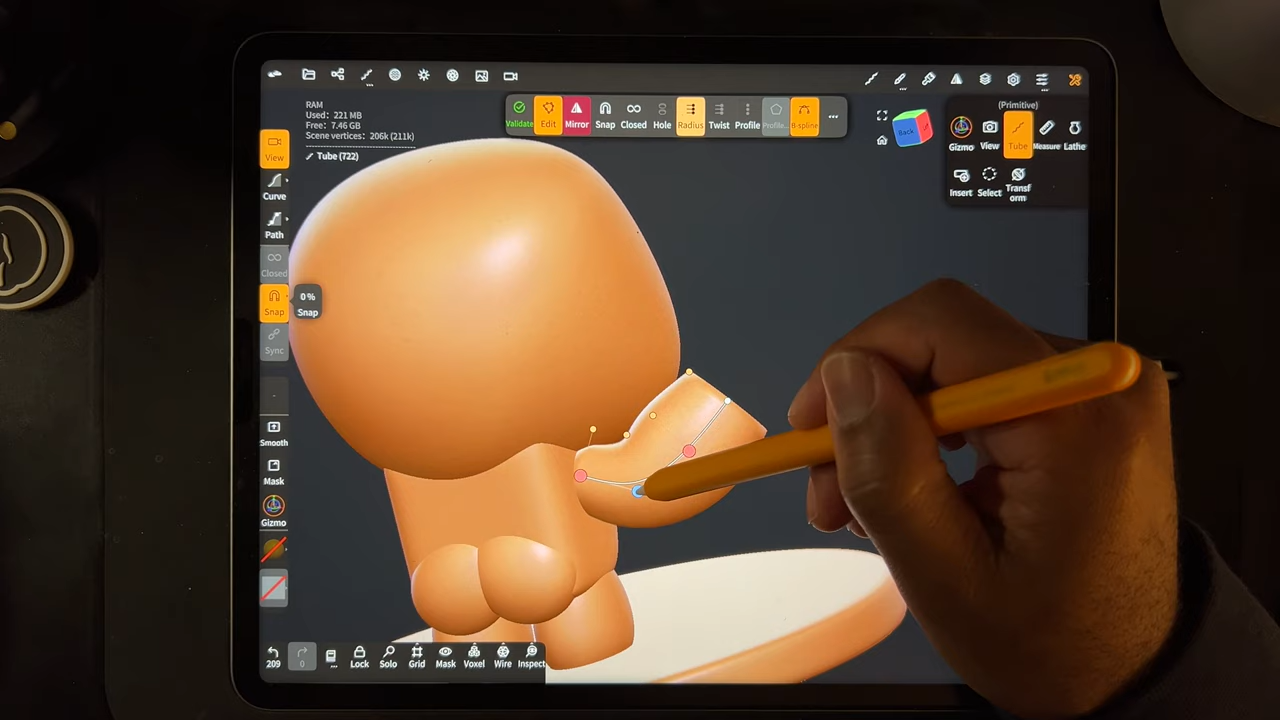 RAM
Used: 221 MB
Free: 7.46 GB
Scene vertices: 206k (211k)
Tube (722)
Validate
Edit
Mirror
Snap
Closed
Hole
Radius
Twist
Profile
Profile..
B-spline
...
Back
(Primitive)
Gizmo
View
Tube
Measure
Lathe
Insert
Select
Transf
orm
View
Curve
Path
Closed
0 %
Snap
Snap
Sync
Smooth
Mask
Gizmo
209
0
Lock
Solo
Grid
Mask
Voxel
Wire
Inspect